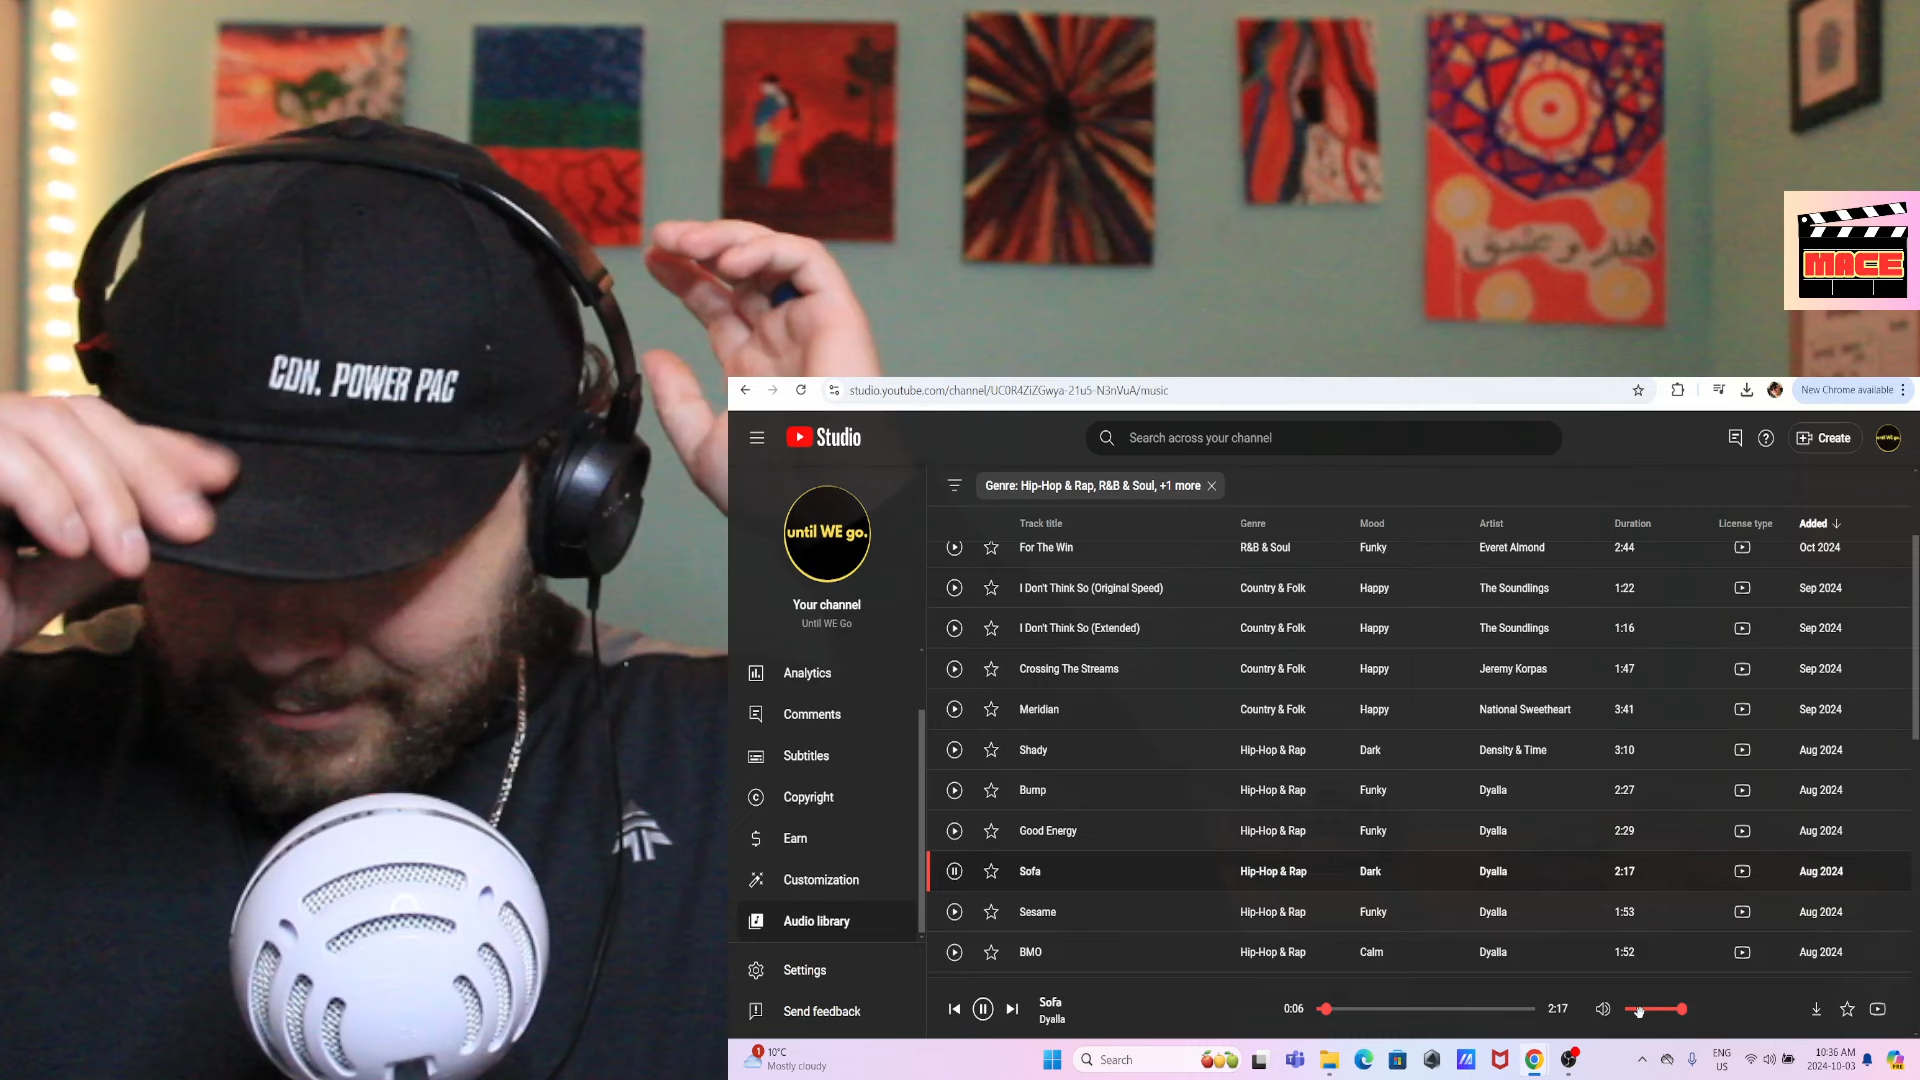 CDN. POWER PAC
هنر و عشق
MACE
studio.youtube.com/channel/UC0R4ZiZGwya-21u5-N3nVuA/music
New Chrome available
Studio
Search across your channel
Create
until WE go.
until WE go.
Your channel
Until WE Go
Analytics
Comments
Subtitles
Copyright
Earn
Customization
Audio library
Settings
Send feedback
Genre: Hip-Hop & Rap, R&B & Soul, +1 more
Track title Genre Mood Artist Duration License type Added
For The Win R&B & Soul Funky Everet Almond 2:44 Oct 2024
I Don't Think So (Original Speed) Country & Folk Happy The Soundlings 1:22 Sep 2024
I Don't Think So (Extended) Country & Folk Happy The Soundlings 1:16 Sep 2024
Crossing The Streams Country & Folk Happy Jeremy Korpas 1:47 Sep 2024
Meridian Country & Folk Happy National Sweetheart 3:41 Sep 2024
Shady Hip-Hop & Rap Dark Density & Time 3:10 Aug 2024
Bump Hip-Hop & Rap Funky Dyalla 2:27 Aug 2024
Good Energy Hip-Hop & Rap Funky Dyalla 2:29 Aug 2024
Sofa Hip-Hop & Rap Dark Dyalla 2:17 Aug 2024
Sesame Hip-Hop & Rap Funky Dyalla 1:53 Aug 2024
BMO Hip-Hop & Rap Calm Dyalla 1:52 Aug 2024
Sofa
Dyalla
0:06 2:17
1
10°C
Mostly cloudy
Search
ENG
US
10:36 AM
2024-10-03
PRE